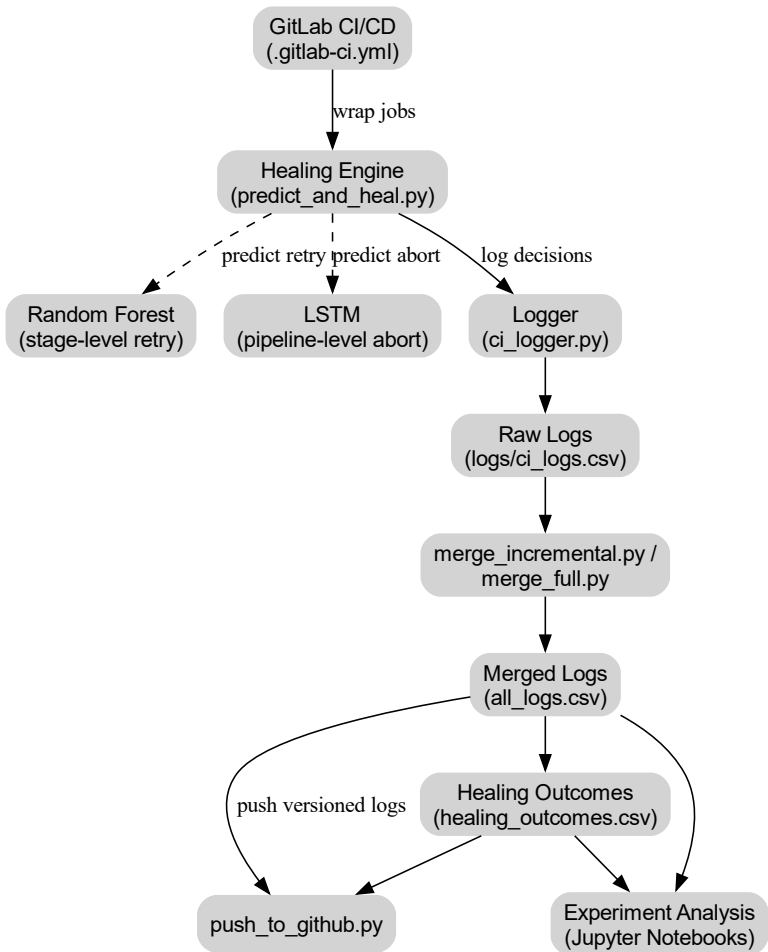 GitLab CI/CD
(.gitlab-ci.yml)
wrap jobs
Healing Engine
(predict_and_heal.py)
predict retry
predict abort
log decisions
Random Forest
(stage-level retry)
LSTM
(pipeline-level abort)
Logger
(ci_logger.py)
Raw Logs
(logs/ci_logs.csv)
merge_incremental.py /
merge_full.py
Merged Logs
(all_logs.csv)
push versioned logs
Healing Outcomes
(healing_outcomes.csv)
push_to_github.py
Experiment Analysis
(Jupyter Notebooks)